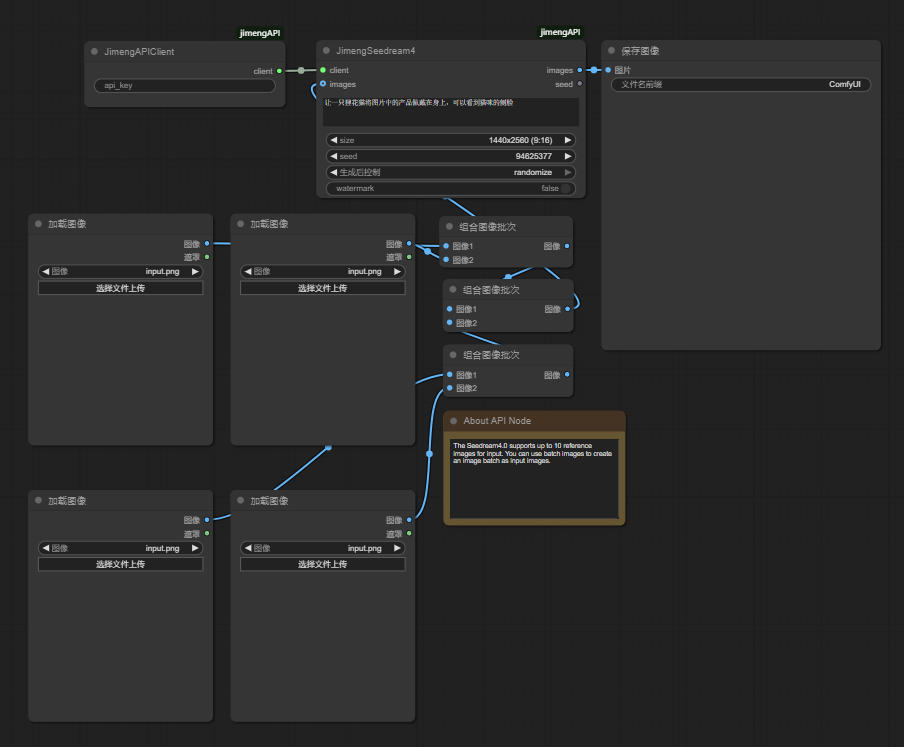 jimengAPI
JimengAPIClient
client
api_key
jimengAPI
JimengSeedream4
client
images
images
seed
让一只狸花猫将图片中的产品佩戴在身上，可以看到猫咪的侧脸
size 1440x2560 (9:16)
seed 94625377
生成后控制 randomize
watermark false
保存图像
图片
文件名前缀 ComfyUI
加载图像
图像
遮罩
图像 input.png
选择文件上传
加载图像
图像
遮罩
图像 input.png
选择文件上传
组合图像批次
图像1 图像
图像2
组合图像批次
图像1 图像
图像2
组合图像批次
图像1 图像
图像2
About API Node
The Seedream4.0 supports up to 10 reference
images for input. You can use batch images to create
an image batch as input images.
加载图像
图像
遮罩
图像 input.png
选择文件上传
加载图像
图像
遮罩
图像 input.png
选择文件上传